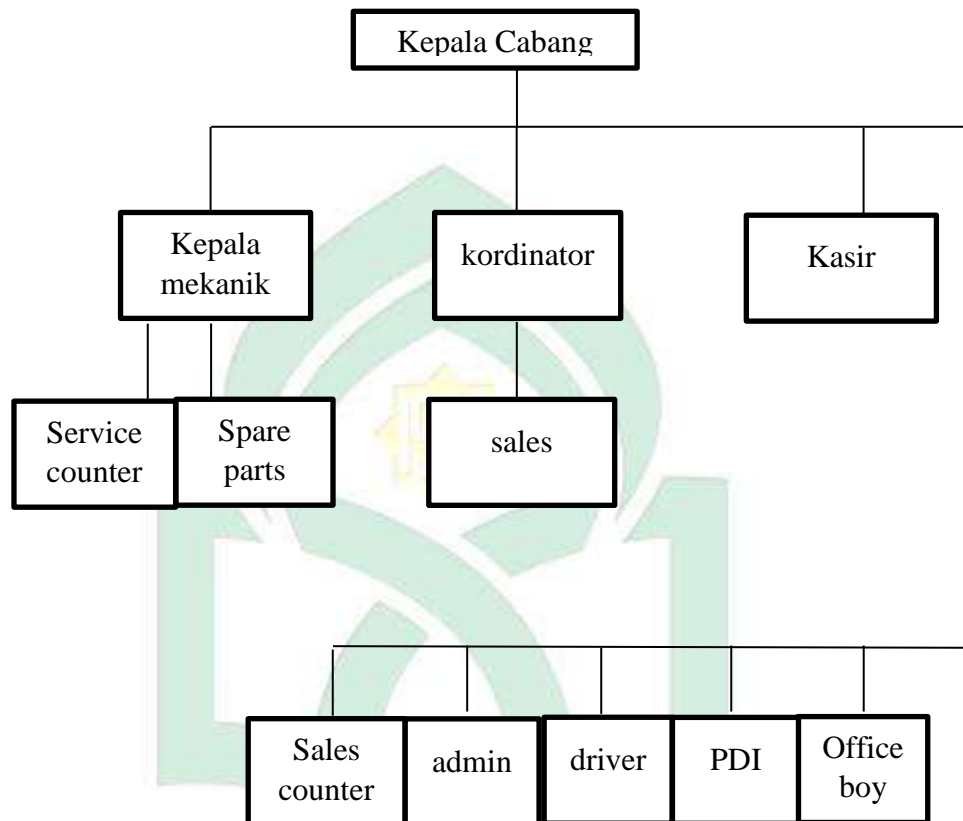 Kepala Cabang
Kepala
mekanik
kordinator
Kasir
Service
counter
Spare
parts
sales
Sales
counter
admin
driver
PDI
Office
boy